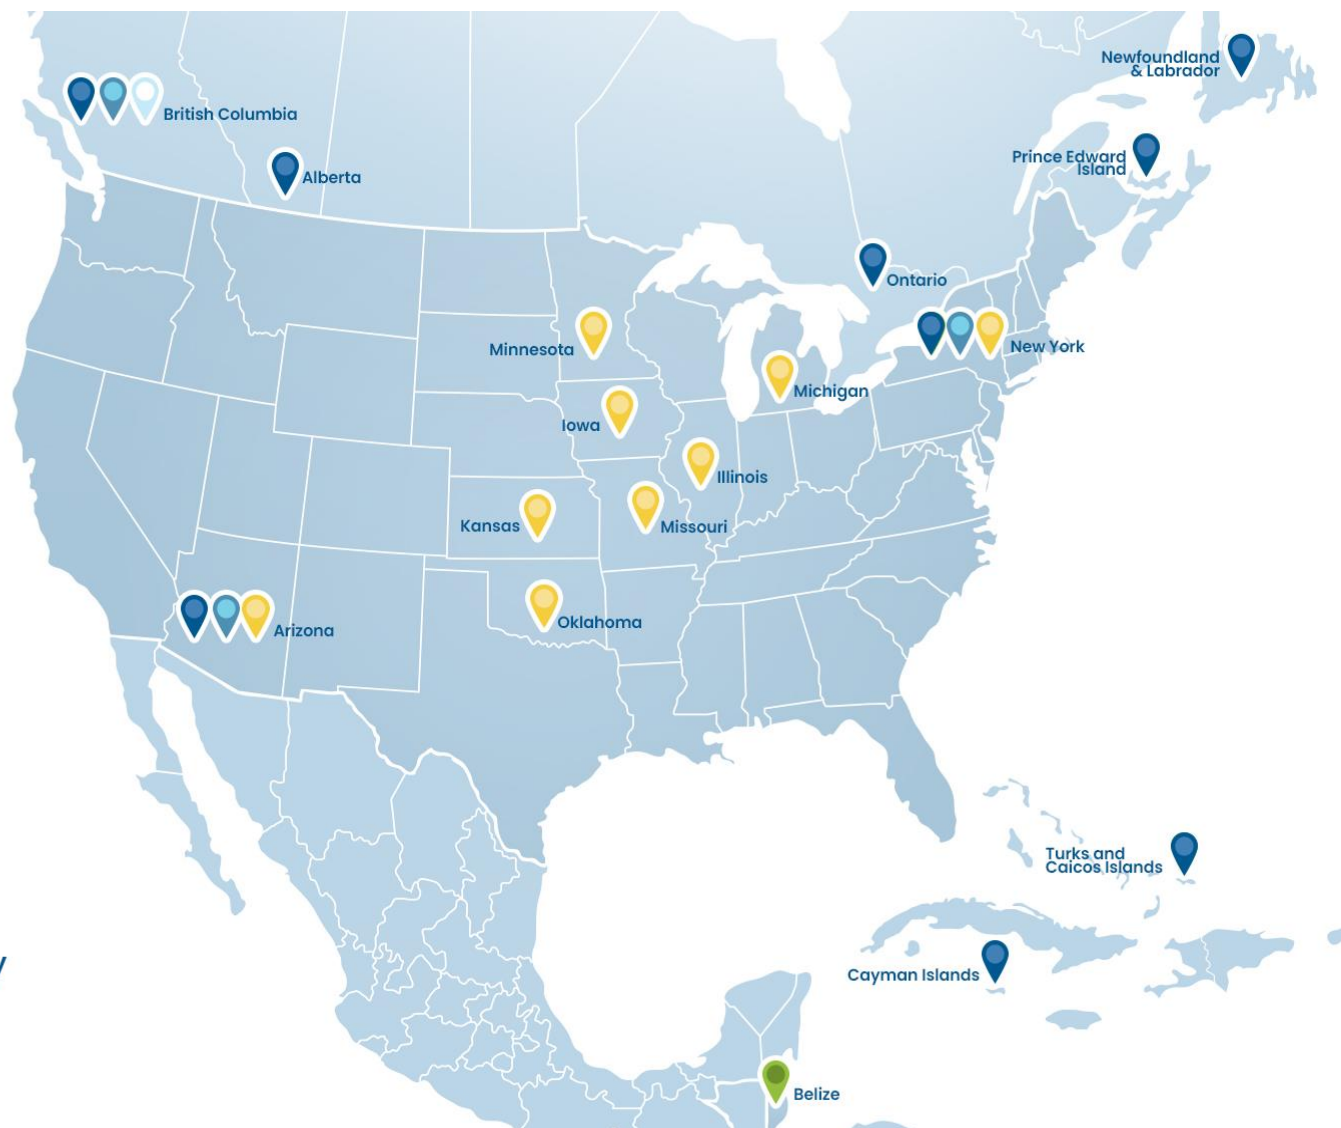 Newfoundland
& Labrador
British Columbia
Prince Edward
Island
Alberta
Ontario
New York
Minnesota
Michigan
Iowa
Illinois
Kansas
Missouri
Oklahoma
Arizona
Turks and
Caicos Islands
Cayman Islands
Belize